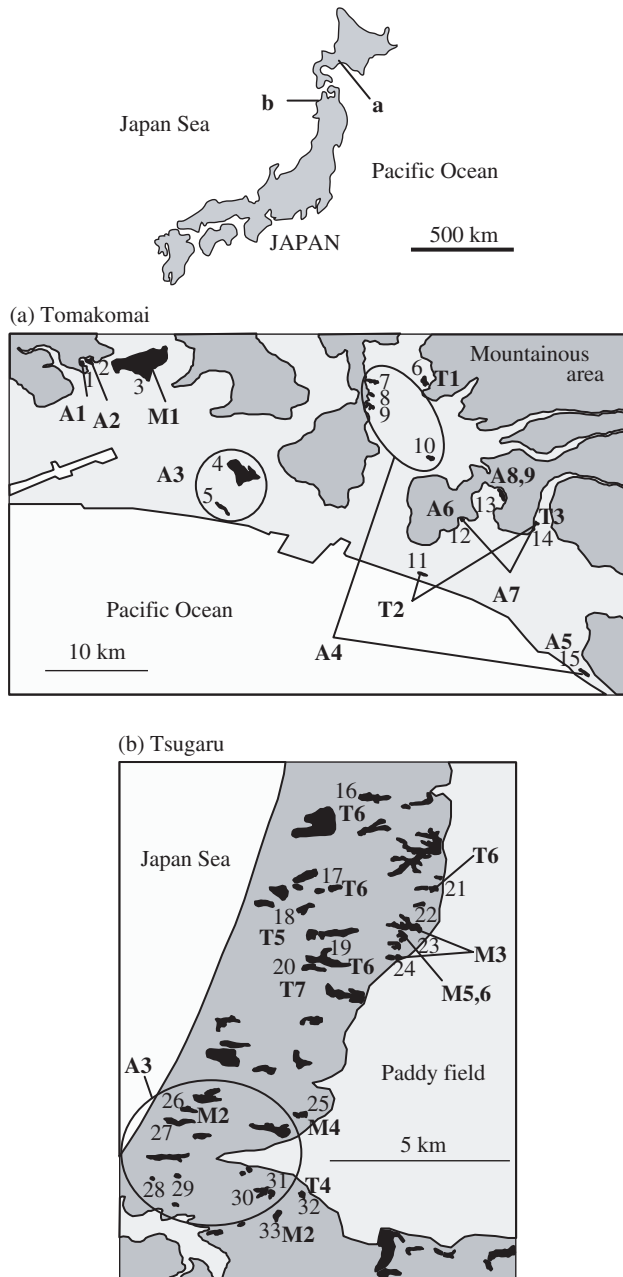 b
a
Japan Sea
Pacific Ocean
JAPAN
500 km
(a) Tomakomai
Mountainous
area
1
2
3
A1
A2
M1
6
T1
7
8
9
10
4
A3
5
A8,9
A6
13
12
T3
14
11
A7
T2
Pacific Ocean
A4
A5
15
10 km
(b) Tsugaru
16
T6
Japan Sea
T6
17
T6
21
18
22
T5
19
23
M3
20
T6
24
T7
M5,6
A3
Paddy field
26
M2
25
27
M4
5 km
28
29
31
T4
30
32
33
M2